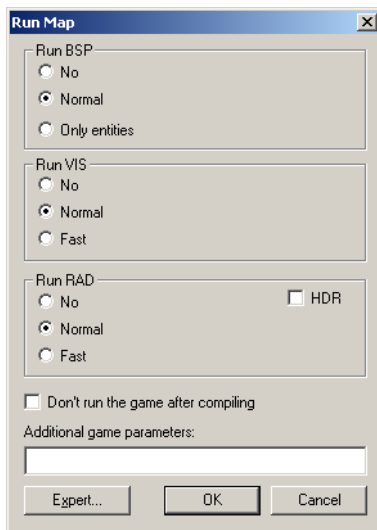 Run Map
Run BSP
No
Normal
Only entities
Run VIS
No
Normal
Fast
Run RAD
No
HDR
Normal
Fast
Don't run the game after compiling
Additional game parameters:
Expert...
OK
Cancel